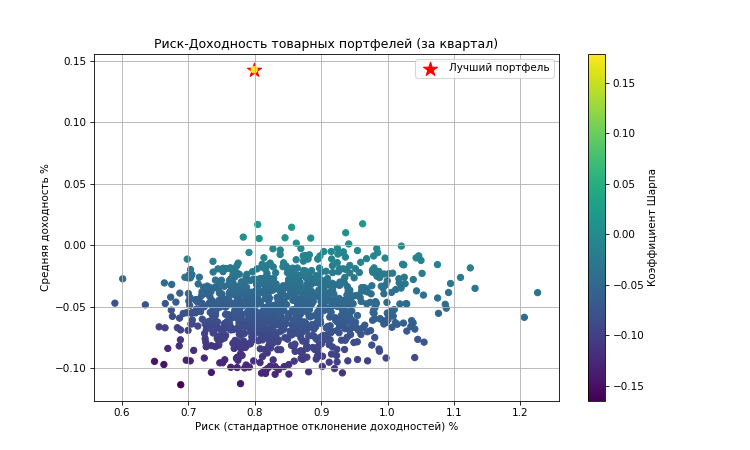 Риск-Доходность товарных портфелей (за квартал)
Лучший портфель
Средняя доходность %
0.15
0.10
0.05
0.00
−0.05
−0.10
0.6 0.7 0.8 0.9 1.0 1.1 1.2
Риск (стандартное отклонение доходностей) %
0.15
0.10
0.05
0.00
−0.05
−0.10
−0.15
Коэффициент Шарпа